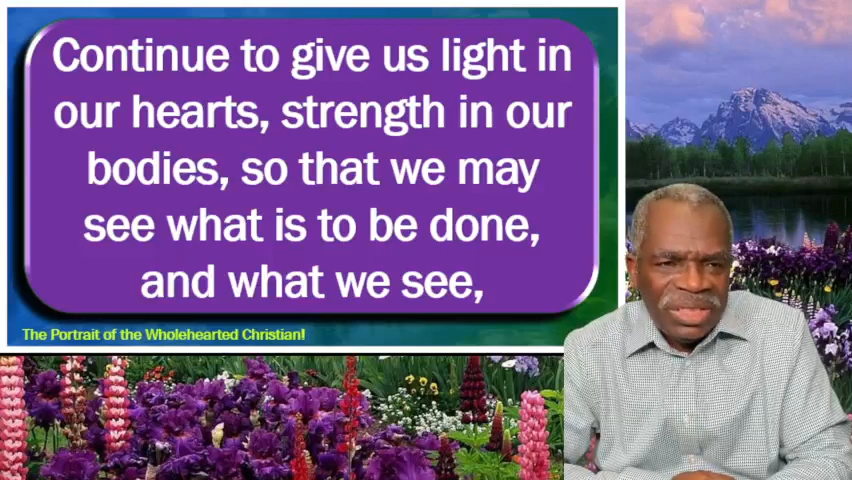 Continue to give us light in
our hearts, strength in our
bodies, so that we may
see what is to be done,
and what we see,
The Portrait of the Wholehearted Christian!